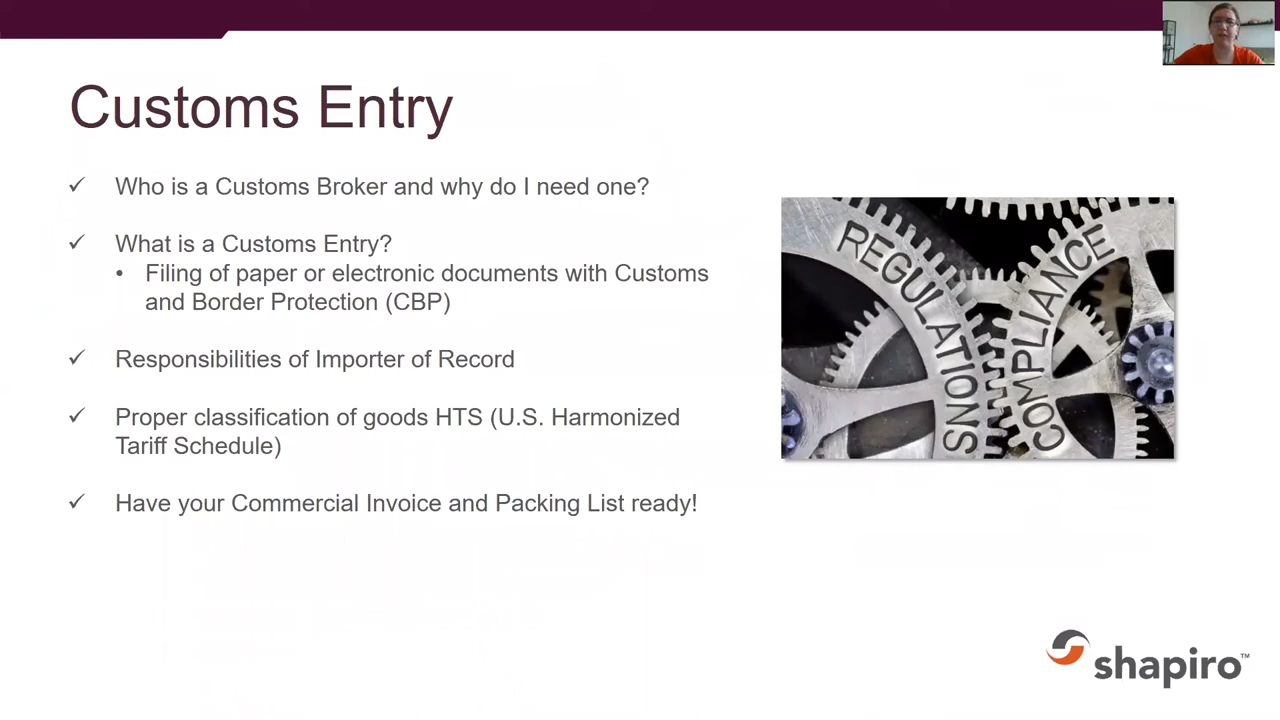 Customs Entry
✓ Who is a Customs Broker and why do I need one?
✓ What is a Customs Entry?
• Filing of paper or electronic documents with Customs
and Border Protection (CBP)
✓ Responsibilities of Importer of Record
✓ Proper classification of goods HTS (U.S. Harmonized
Tariff Schedule)
✓ Have your Commercial Invoice and Packing List ready!
REGULATIONS
COMPLIANCE
shapiro™